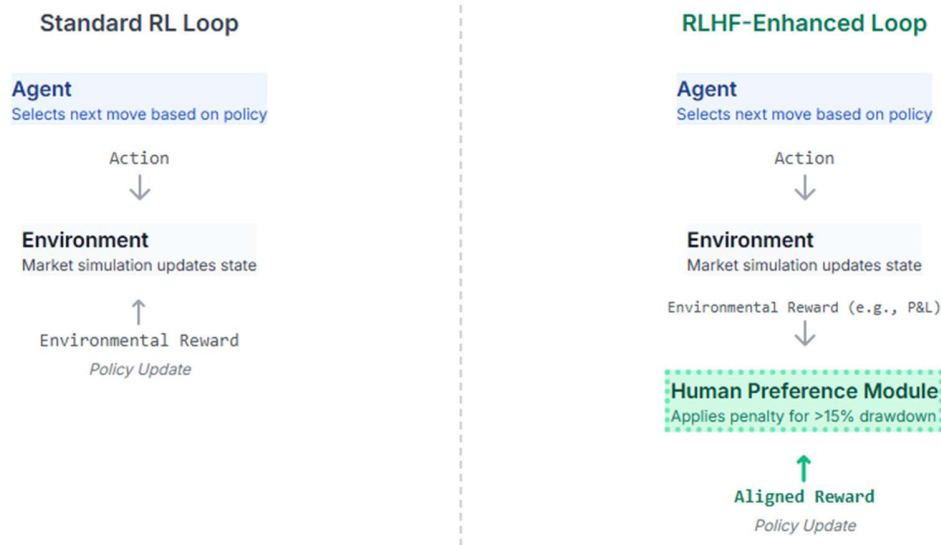 Standard RL Loop
Agent
Selects next move based on policy
Action
Environment
Market simulation updates state
Environmental Reward
Policy Update
RLHF-Enhanced Loop
Agent
Selects next move based on policy
Action
Environment
Market simulation updates state
Environmental Reward (e.g., P&L)
Human Preference Module
Applies penalty for >15% drawdown
Aligned Reward
Policy Update